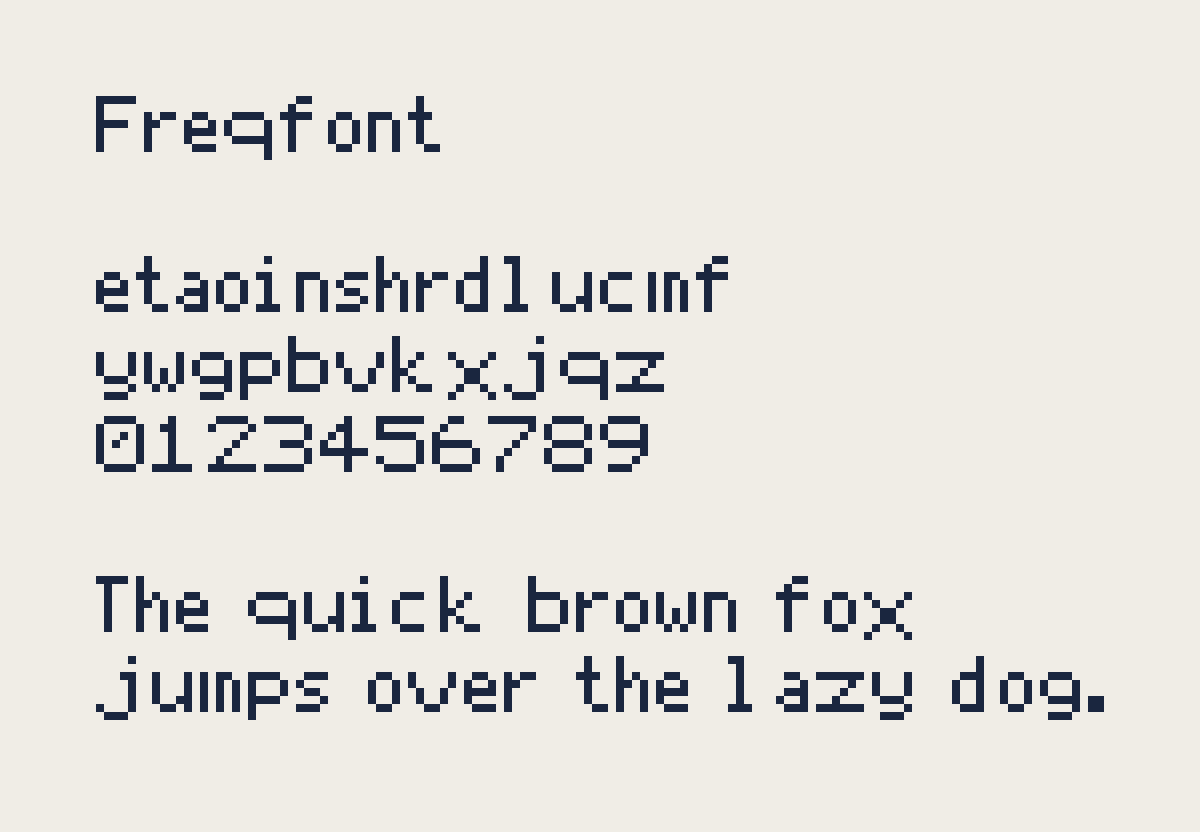 Freqfont
etaoinshrdlucmf
ywgpbvkxjqz
0123456789
The quick brown fox
jumps over the lazy dog.